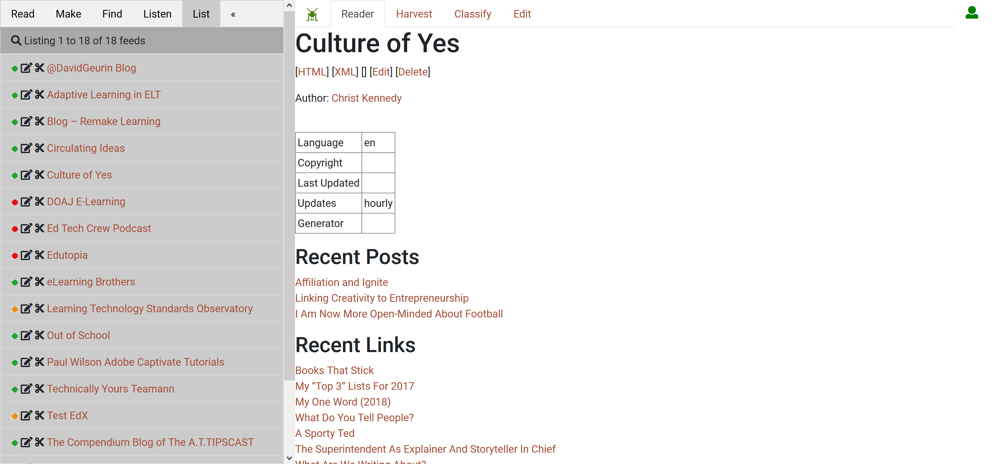 Read Make Find Listen List «
Listing 1 to 18 of 18 feeds
@DavidGeurin Blog
Adaptive Learning in ELT
Blog – Remake Learning
Circulating Ideas
Culture of Yes
DOAJ E-Learning
Ed Tech Crew Podcast
Edutopia
eLearning Brothers
Learning Technology Standards Observatory
Out of School
Paul Wilson Adobe Captivate Tutorials
Technically Yours Teamann
Test EdX
The Compendium Blog of The A.T.TIPSCAST
Reader Harvest Classify Edit
Culture of Yes
[HTML] [XML] [] [Edit] [Delete]
Author: Christ Kennedy
Language en
Copyright
Last Updated
Updates hourly
Generator
Recent Posts
Affiliation and Ignite
Linking Creativity to Entrepreneurship
I Am Now More Open-Minded About Football
Recent Links
Books That Stick
My “Top 3” Lists For 2017
My One Word (2018)
What Do You Tell People?
A Sporty Ted
The Superintendent As Explainer And Storyteller In Chief
What Are We Writing About?